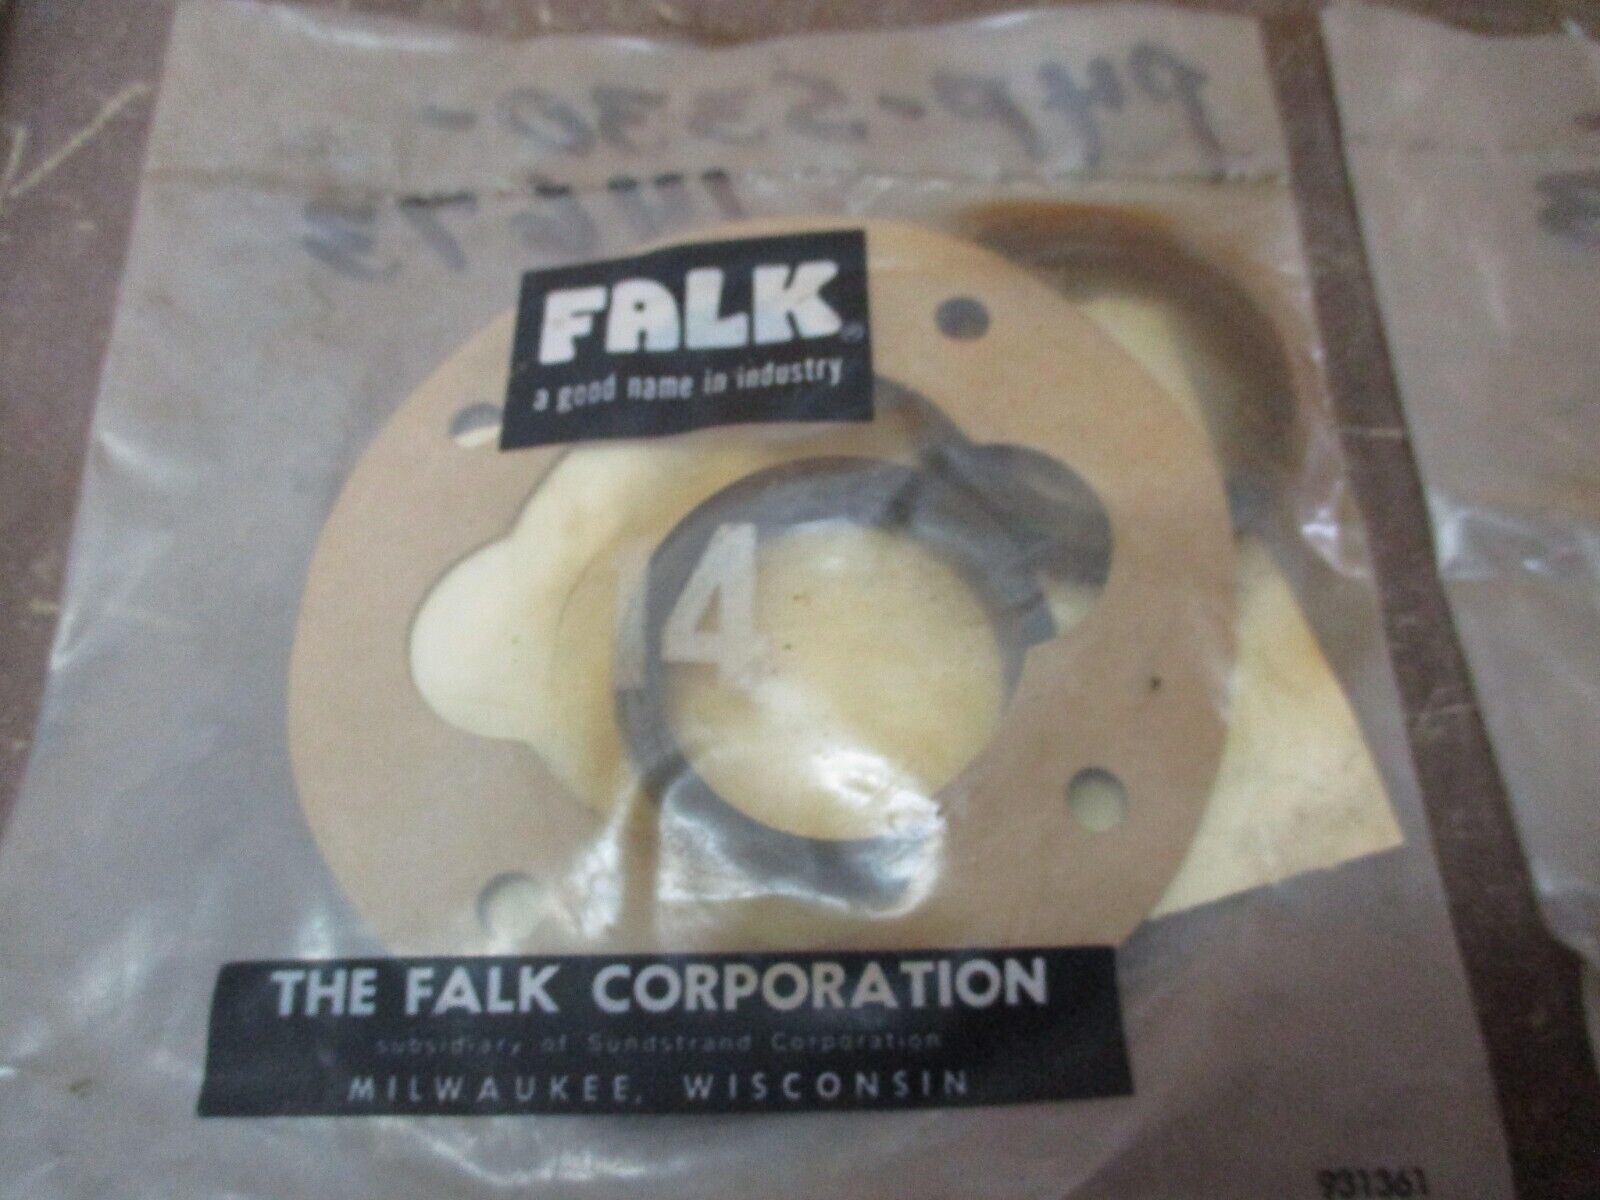 FALK®
a good name in industry
4
THE FALK CORPORATION
subsidiary of Sundstrand Corporation
MILWAUKEE, WISCONSIN
931361